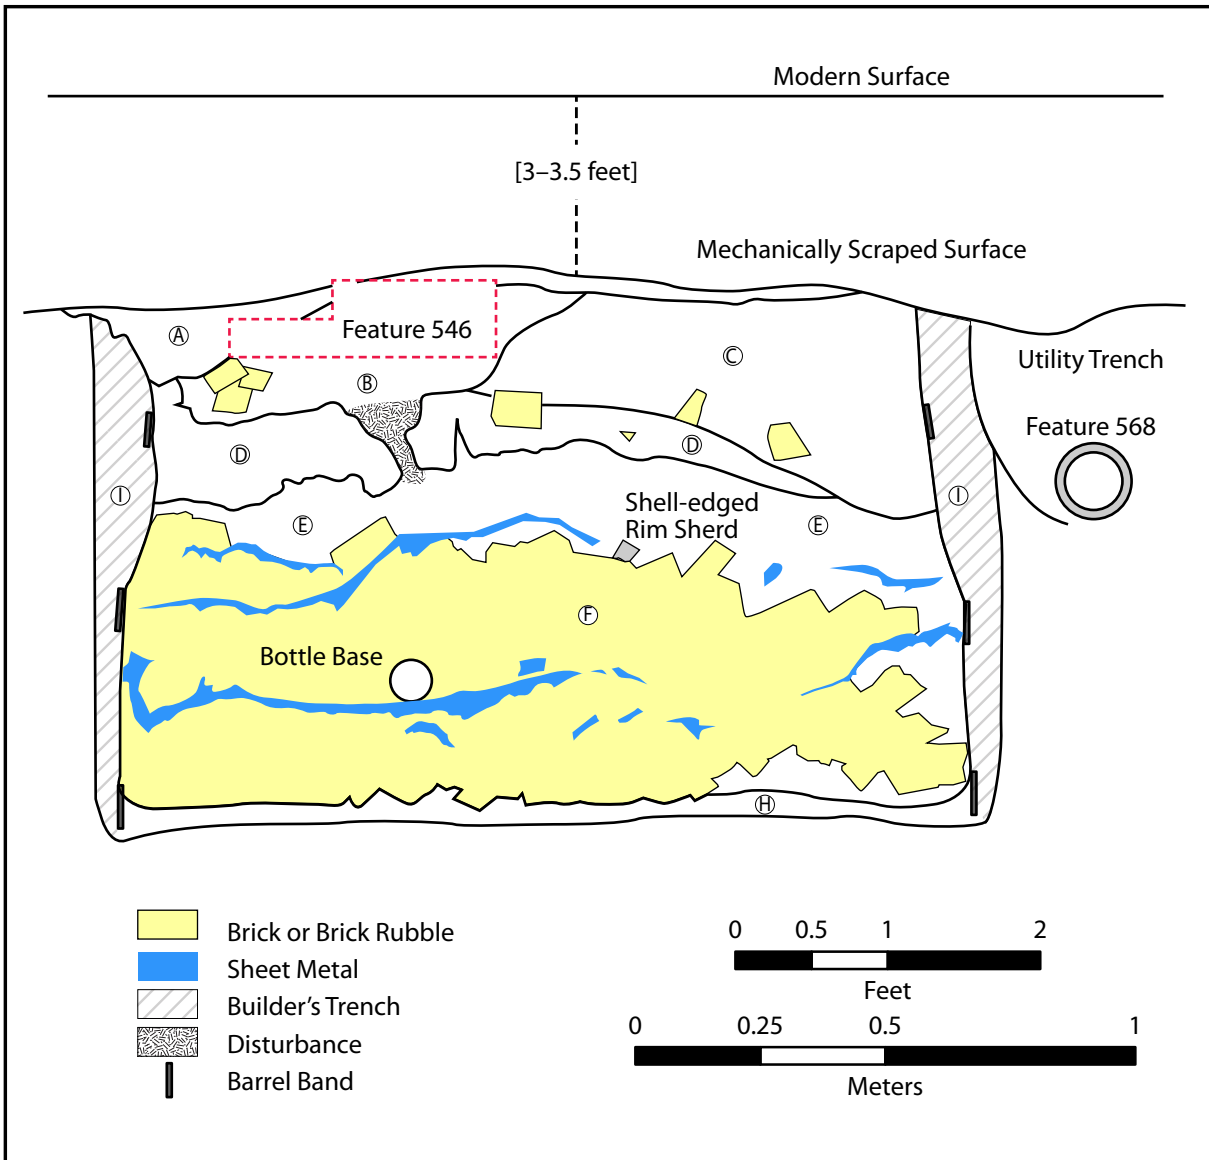 Modern Surface
[3–3.5 feet]
Mechanically Scraped Surface
Feature 546
A
B
C
Utility Trench
Feature 568
D
D
I
I
Shell-edged
Rim Sherd
E
E
F
Bottle Base
H
Brick or Brick Rubble
Sheet Metal
Builder’s Trench
Disturbance
Barrel Band
0 0.5 1 2
Feet
0 0.25 0.5 1
Meters